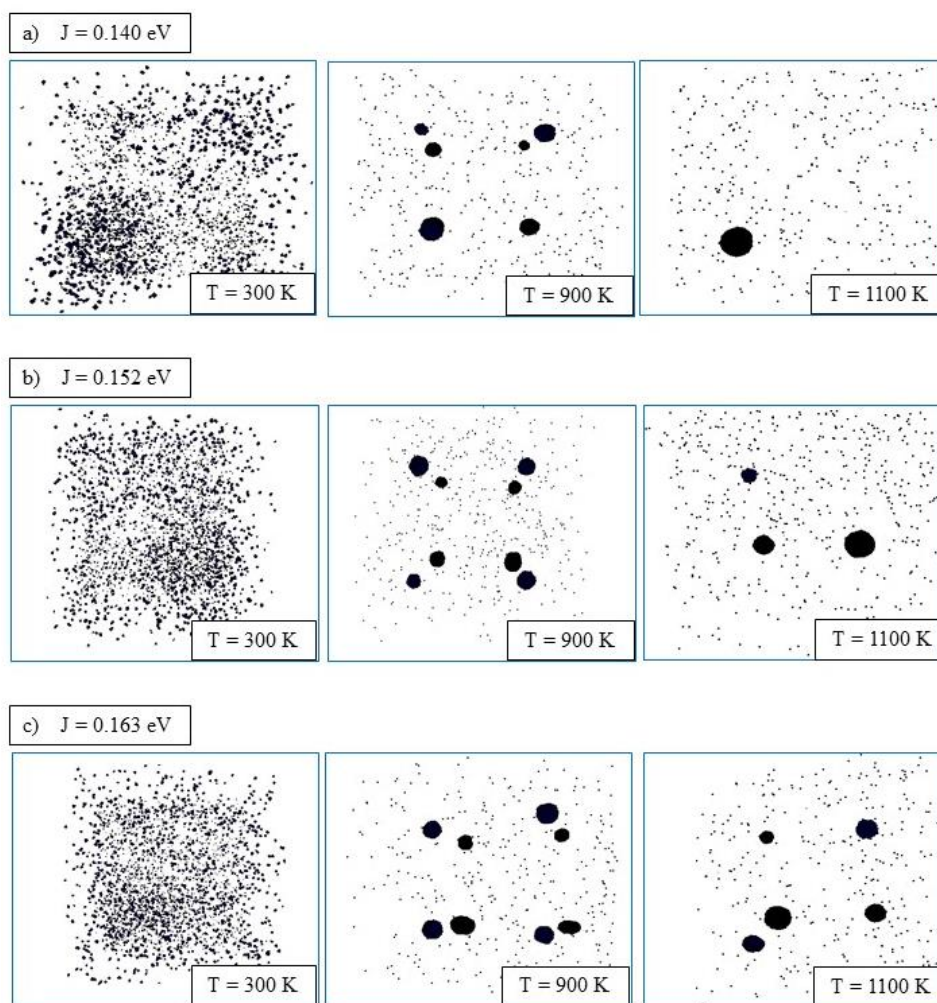 a) J = 0.140 eV
T = 300 K
T = 900 K
T = 1100 K
b) J = 0.152 eV
T = 300 K
T = 900 K
T = 1100 K
c) J = 0.163 eV
T = 300 K
T = 900 K
T = 1100 K